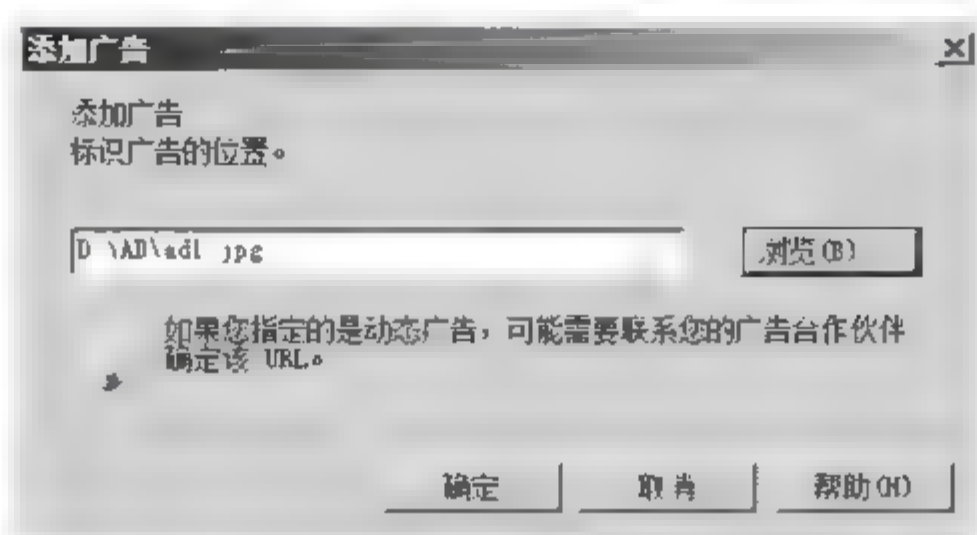 添加广告
添加广告
标识广告的位置。
D \AD\ad1 jpg
浏览(B)
如果您指定的是动态广告，可能需要联系您的广告合作伙伴
确定该 URL。
确定
取消
帮助(H)